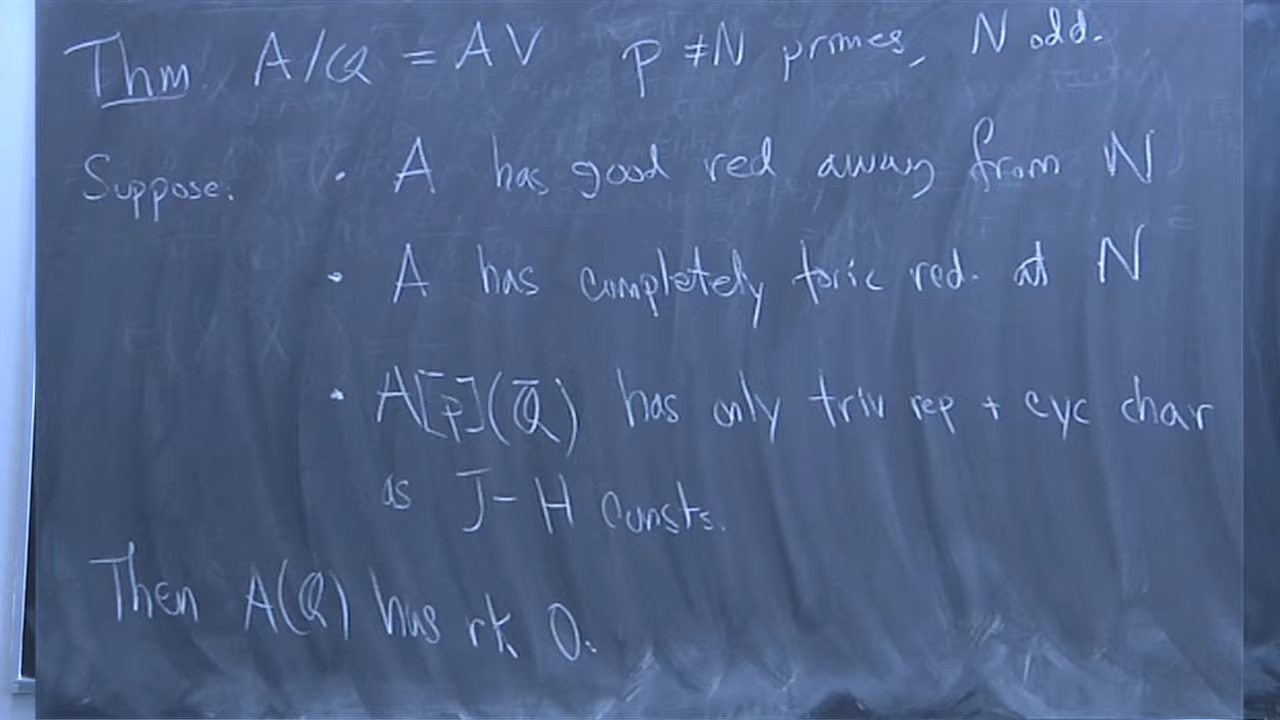 Thm. A/Q = AV p ≠ N primes, N odd.
Suppose: • A has good red away from N
• A has completely toric red. at N
• A[p](Q̄) has only triv rep + cyc char
as J-H consts.
Then A(Q) has rk 0.